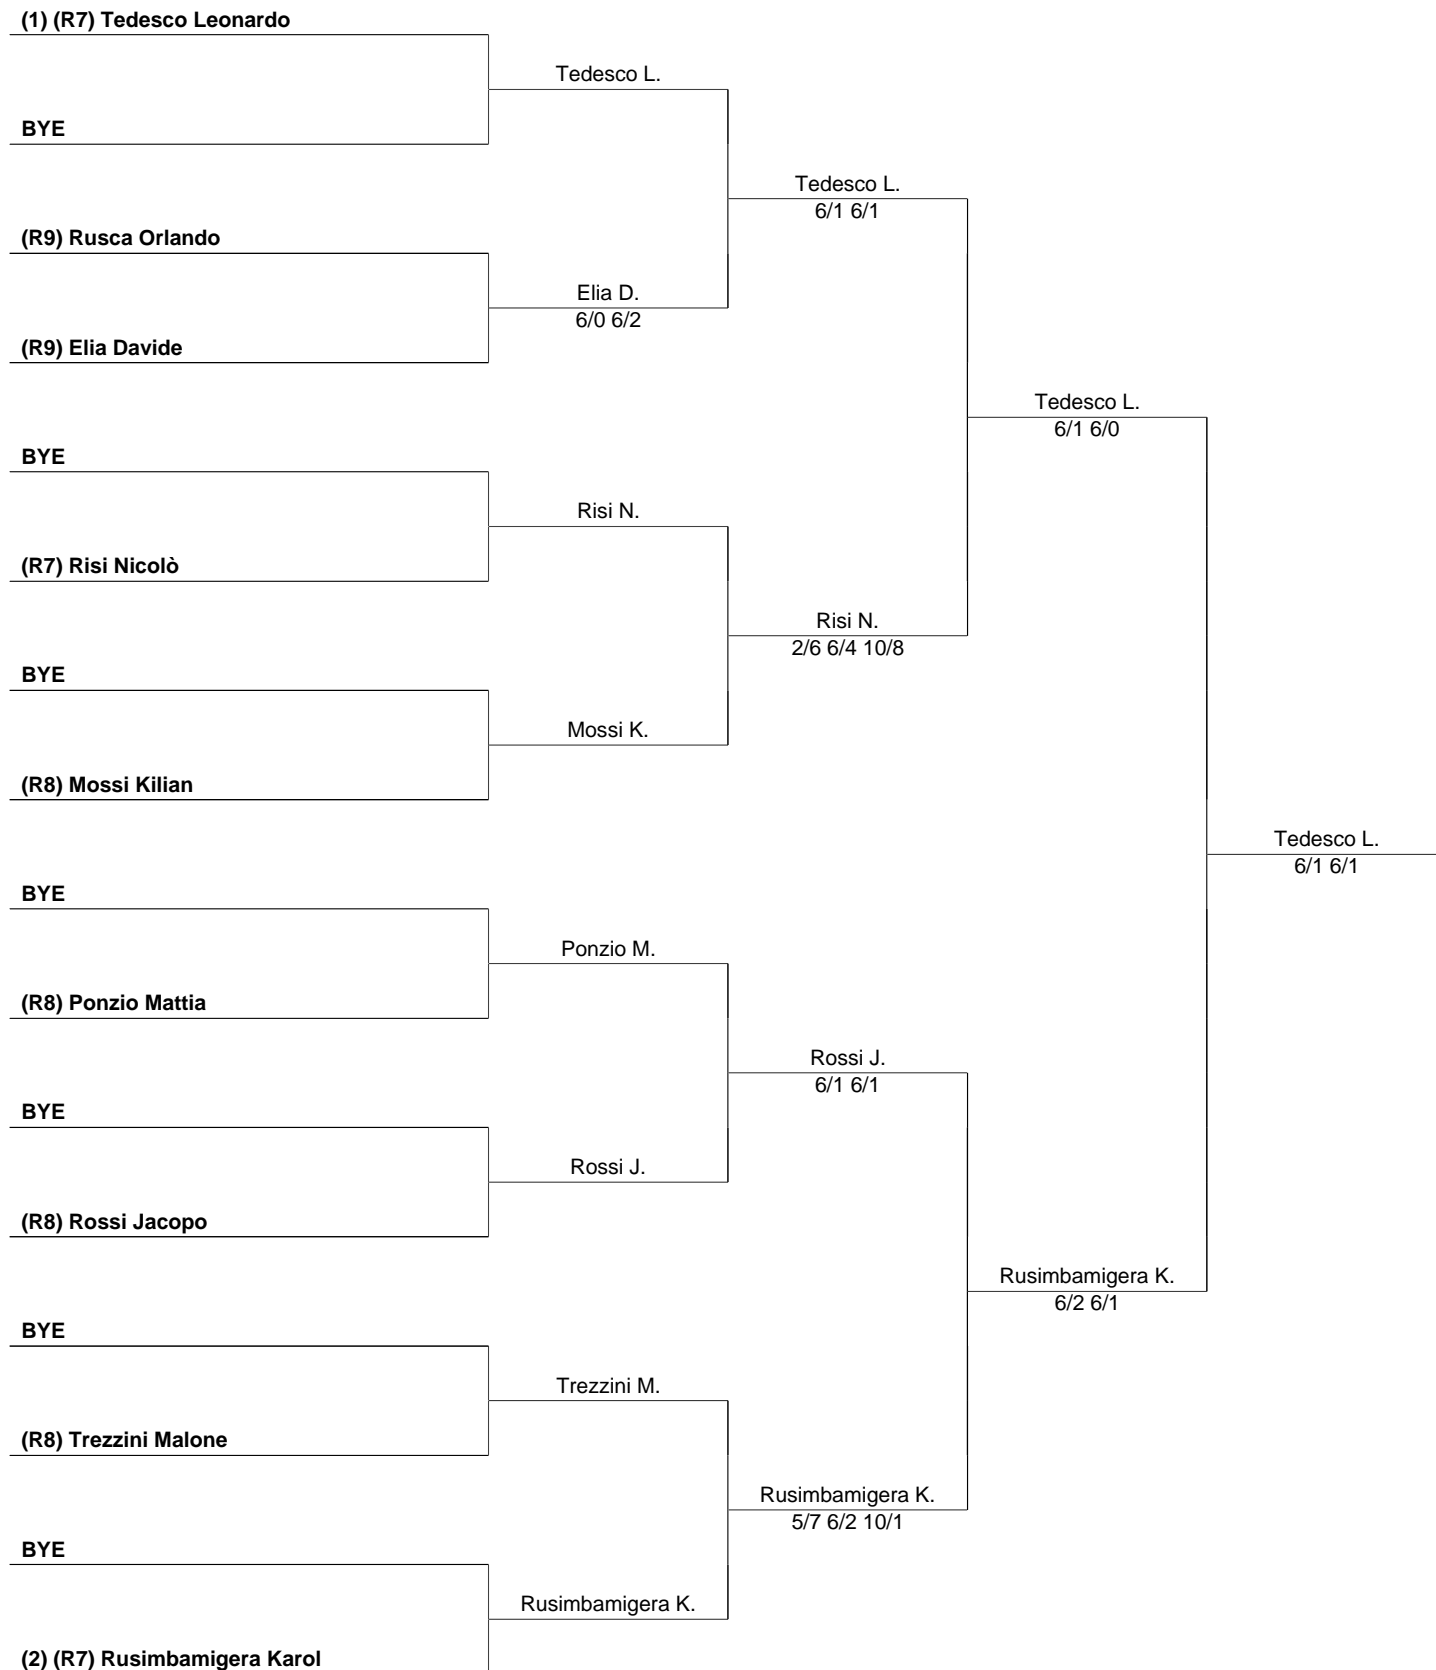 (1) (R7) Tedesco Leonardo
Tedesco L.
BYE
Tedesco L.
6/1 6/1
(R9) Rusca Orlando
Elia D.
6/0 6/2
(R9) Elia Davide
Tedesco L.
6/1 6/0
BYE
Risi N.
(R7) Risi Nicolò
Risi N.
2/6 6/4 10/8
BYE
Mossi K.
(R8) Mossi Kilian
Tedesco L.
6/1 6/1
BYE
Ponzio M.
(R8) Ponzio Mattia
Rossi J.
6/1 6/1
BYE
Rossi J.
(R8) Rossi Jacopo
Rusimbamigera K.
6/2 6/1
BYE
Trezzini M.
(R8) Trezzini Malone
Rusimbamigera K.
5/7 6/2 10/1
BYE
Rusimbamigera K.
(2) (R7) Rusimbamigera Karol